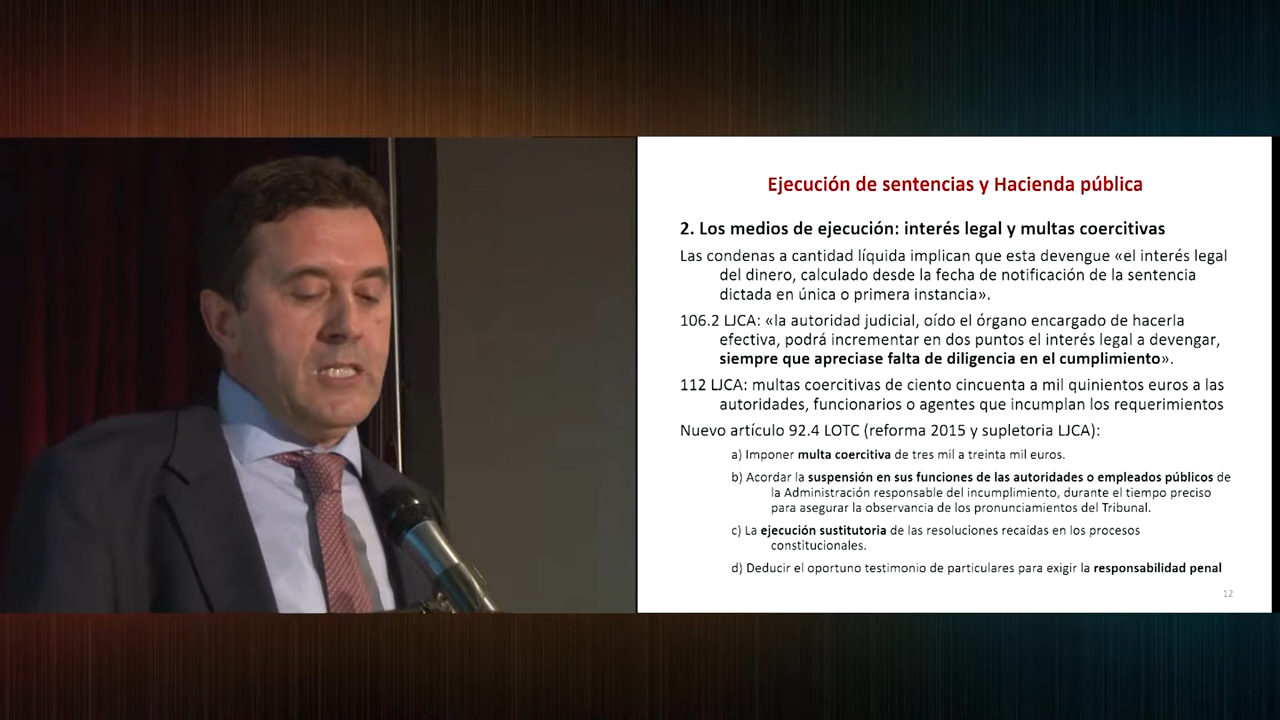 Ejecución de sentencias y Hacienda pública
2. Los medios de ejecución: interés legal y multas coercitivas
Las condenas a cantidad líquida implican que esta devengue «el interés legal
del dinero, calculado desde la fecha de notificación de la sentencia
dictada en única o primera instancia».
106.2 LJCA: «la autoridad judicial, oído el órgano encargado de hacerla
efectiva, podrá incrementar en dos puntos el interés legal a devengar,
siempre que apreciase falta de diligencia en el cumplimiento».
112 LJCA: multas coercitivas de ciento cincuenta a mil quinientos euros a las
autoridades, funcionarios o agentes que incumplan los requerimientos
Nuevo artículo 92.4 LOTC (reforma 2015 y supletoria LJCA):
a) Imponer multa coercitiva de tres mil a treinta mil euros.
b) Acordar la suspensión en sus funciones de las autoridades o empleados públicos de
la Administración responsable del incumplimiento, durante el tiempo preciso
para asegurar la observancia de los pronunciamientos del Tribunal.
c) La ejecución sustitutoria de las resoluciones recaídas en los procesos
constitucionales.
d) Deducir el oportuno testimonio de particulares para exigir la responsabilidad penal
12